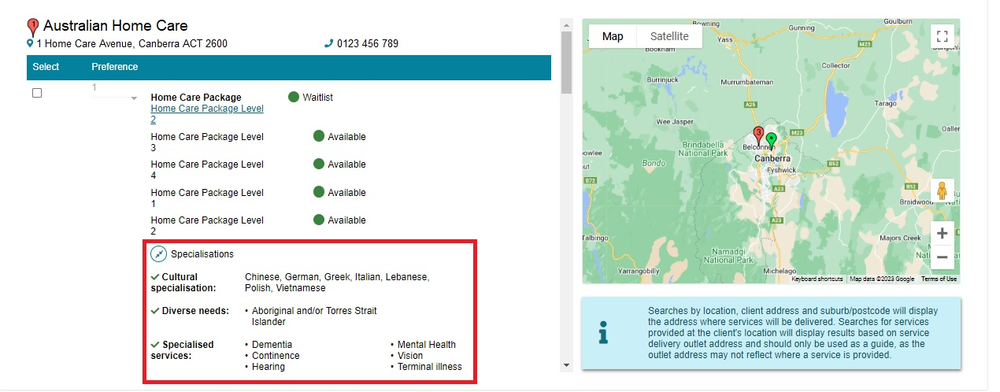 1
Australian Home Care
1 Home Care Avenue, Canberra ACT 2600
0123 456 789
Select
Preference
1
Home Care Package
Waitlist
Home Care Package Level
2
Home Care Package Level
3
Available
Home Care Package Level
4
Available
Home Care Package Level
1
Available
Home Care Package Level
2
Available
Specialisations
Cultural
specialisation:
Chinese, German, Greek, Italian, Lebanese,
Polish, Vietnamese
Diverse needs:
• Aboriginal and/or Torres Strait
Islander
Specialised
services:
• Dementia
• Continence
• Hearing
• Mental Health
• Vision
• Terminal illness
Map
Satellite
Goulburn
Gunning
Yass
Bookham
Collector
Burrinjuck
Murrumbateman
A25
M23
Tarago
Wee Jasper
3
Belconnen
Brindabella
National Park
Bondo
Canberra
Fyshwick
B52
B72
A23
B52
Braidwood
A23
Talbingo
Majors Creek
Namadgi
National Park
Yarrangobilly
Michelago
Keyboard shortcuts
Map data ©2023 Google
Terms of Use
Searches by location, client address and suburb/postcode will display
the address where services will be delivered. Searches for services
provided at the client's location will display results based on service
delivery outlet address and should only be used as a guide, as the
outlet address may not reflect where a service is provided.